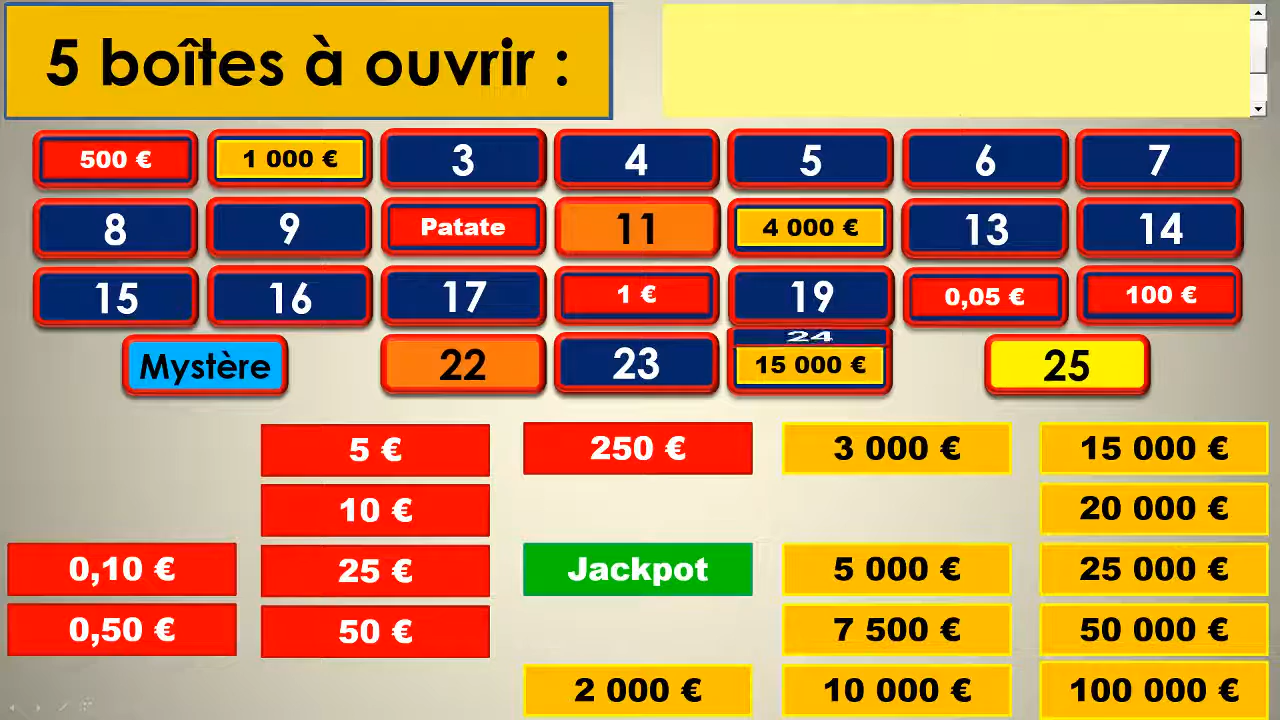 5 boîtes à ouvrir :
500 € 1 000 € 3 4 5 6 7
8 9 Patate 11 4 000 € 13 14
15 16 17 1 € 19 0,05 € 100 €
24
Mystère 22 23 15 000 € 25
5 € 250 € 3 000 € 15 000 €
10 € 20 000 €
0,10 € 25 € Jackpot 5 000 € 25 000 €
0,50 € 50 € 7 500 € 50 000 €
2 000 € 10 000 € 100 000 €